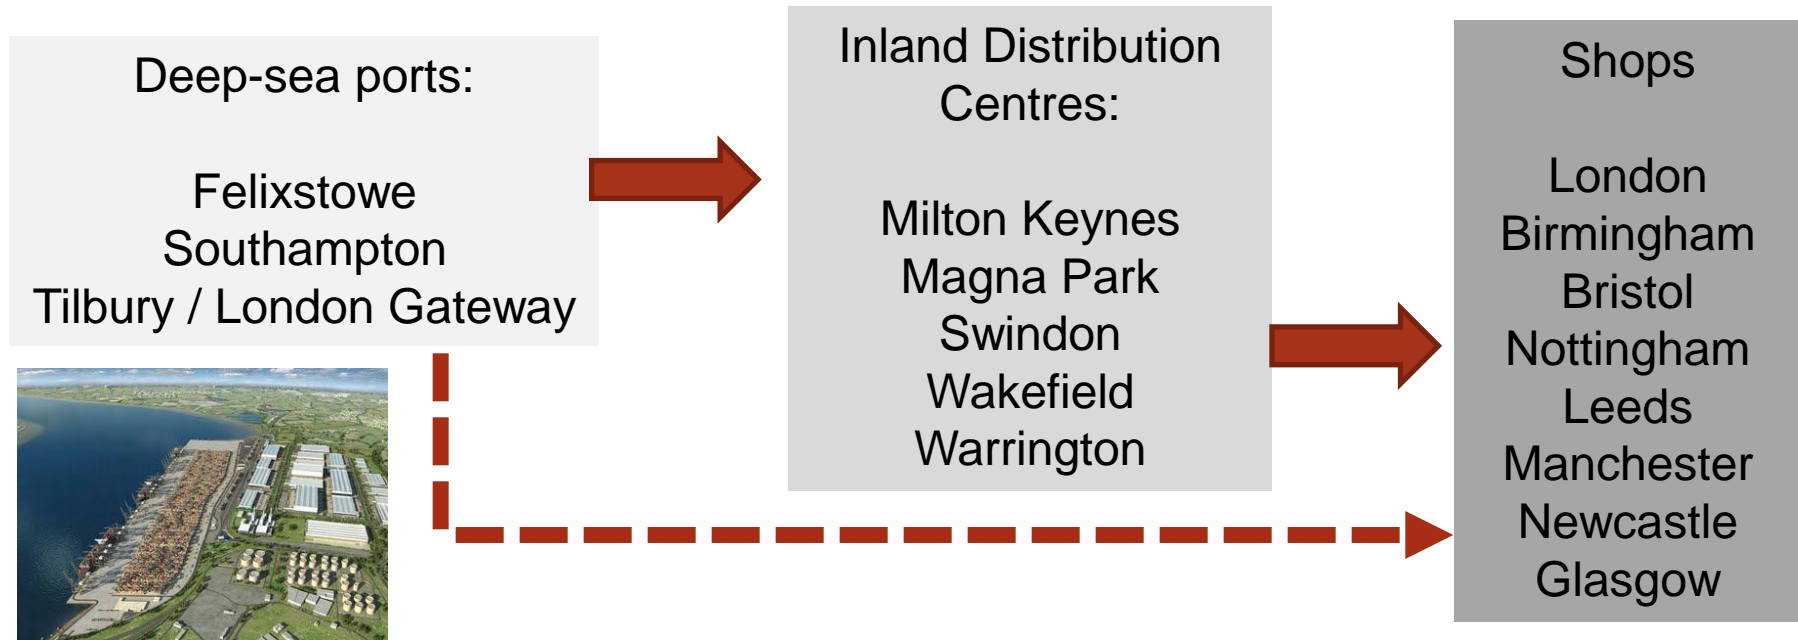 Deep-sea ports:
Felixstowe
Southampton
Tilbury / London Gateway
Inland Distribution
Centres:
Milton Keynes
Magna Park
Swindon
Wakefield
Warrington
Shops
London
Birmingham
Bristol
Nottingham
Leeds
Manchester
Newcastle
Glasgow